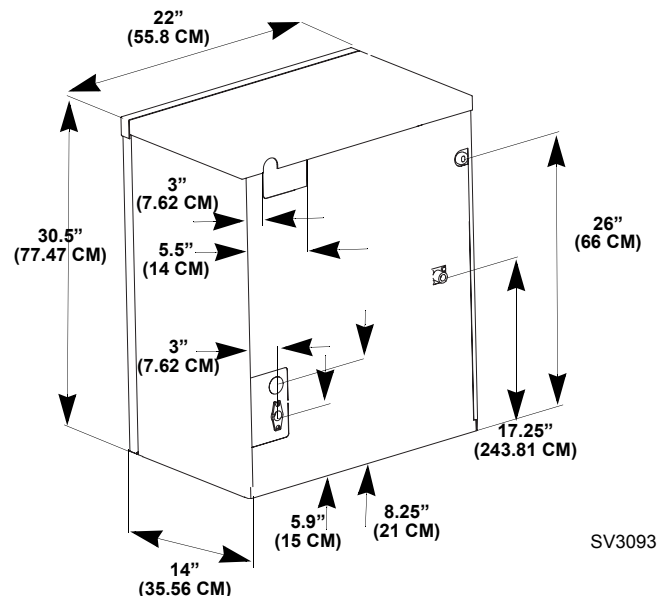 22”
(55.8 CM)
3”
(7.62 CM)
30.5”
(77.47 CM)
5.5”
(14 CM)
26”
(66 CM)
3”
(7.62 CM)
17.25”
(243.81 CM)
5.9”
(15 CM)
8.25”
(21 CM)
SV3093
14”
(35.56 CM)